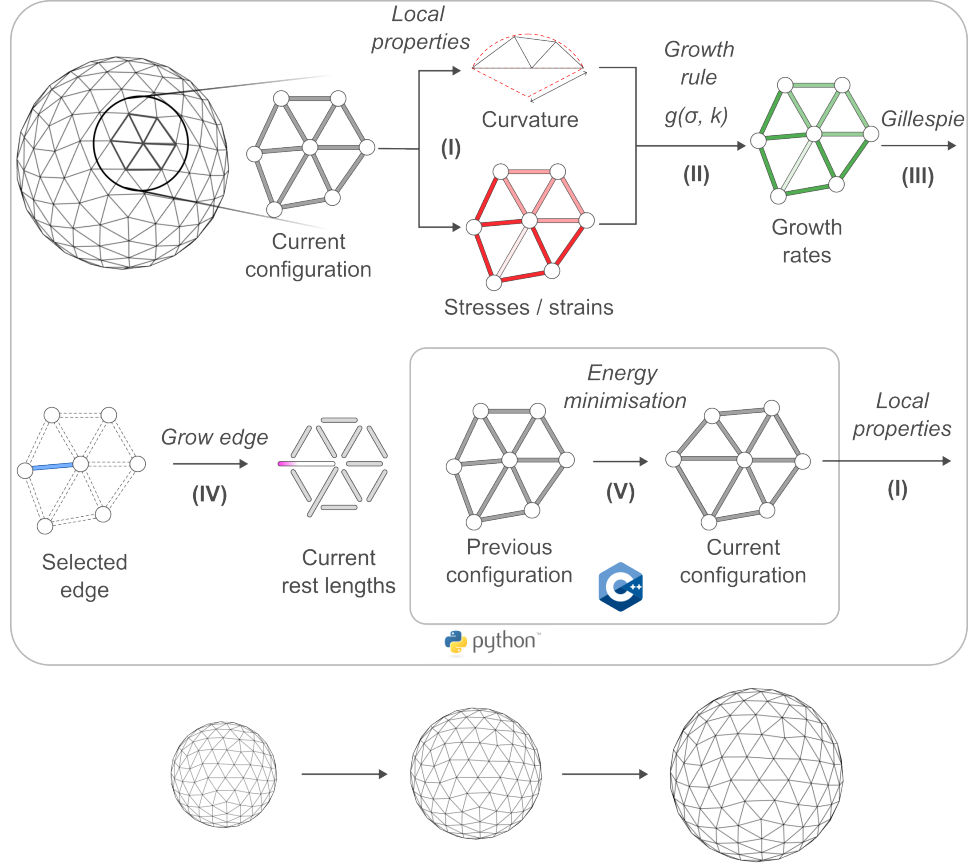 Local
properties
Curvature
(I)
Growth
rule
g(σ, k)
(II)
Gillespie
(III)
Current
configuration
Stresses / strains
Growth
rates
Grow edge
(IV)
Selected
edge
Current
rest lengths
Energy
minimisation
(V)
Previous
configuration
Current
configuration
C++
Local
properties
(I)
python™